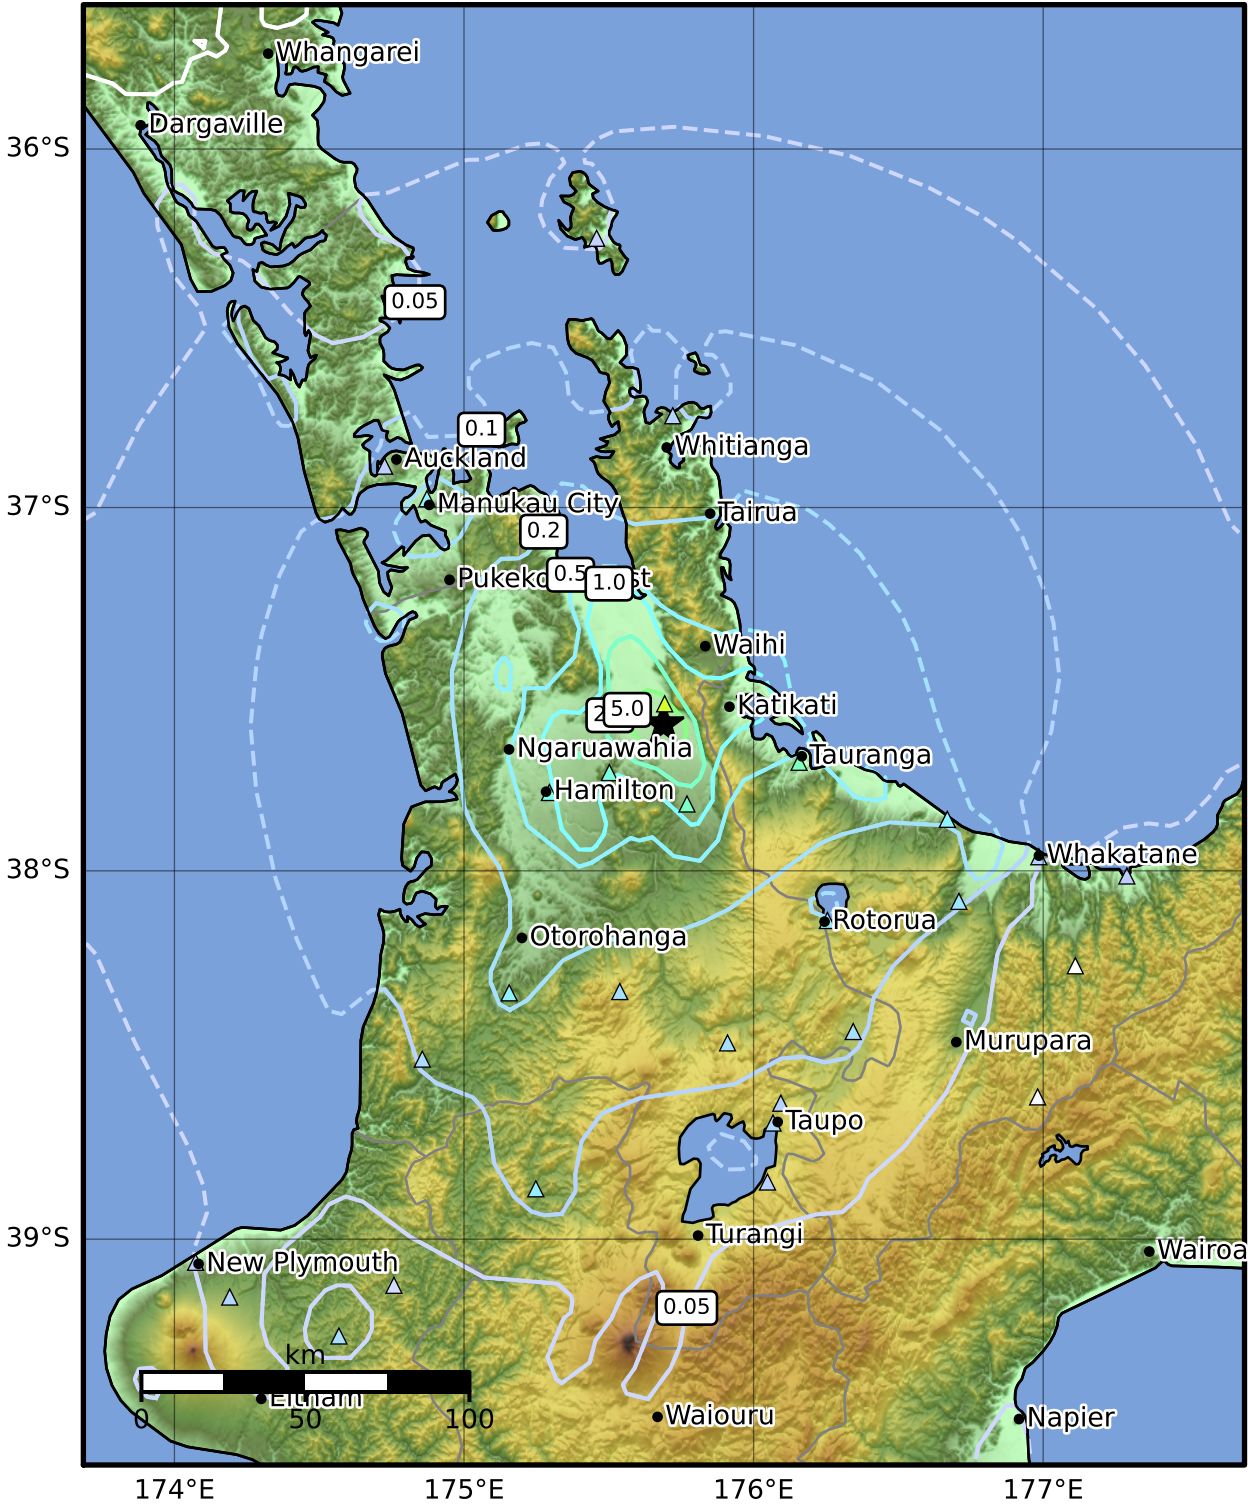 Whangarei
Dargaville
36°S
0.05
0.1
Whitianga
Auckland
Manukau City
37°S
Tairua
0.2
0.5
1.0
Waihi
Katikati
5.0
Ngaruawahia
Tauranga
Hamilton
Whakatane
38°S
Rotorua
Otorohanga
Murupara
Taupo
39°S
Turangi
Wairoa
New Plymouth
0.05
km
Eltham
0
50
100
Waiouru
Napier
174°E
175°E
176°E
177°E